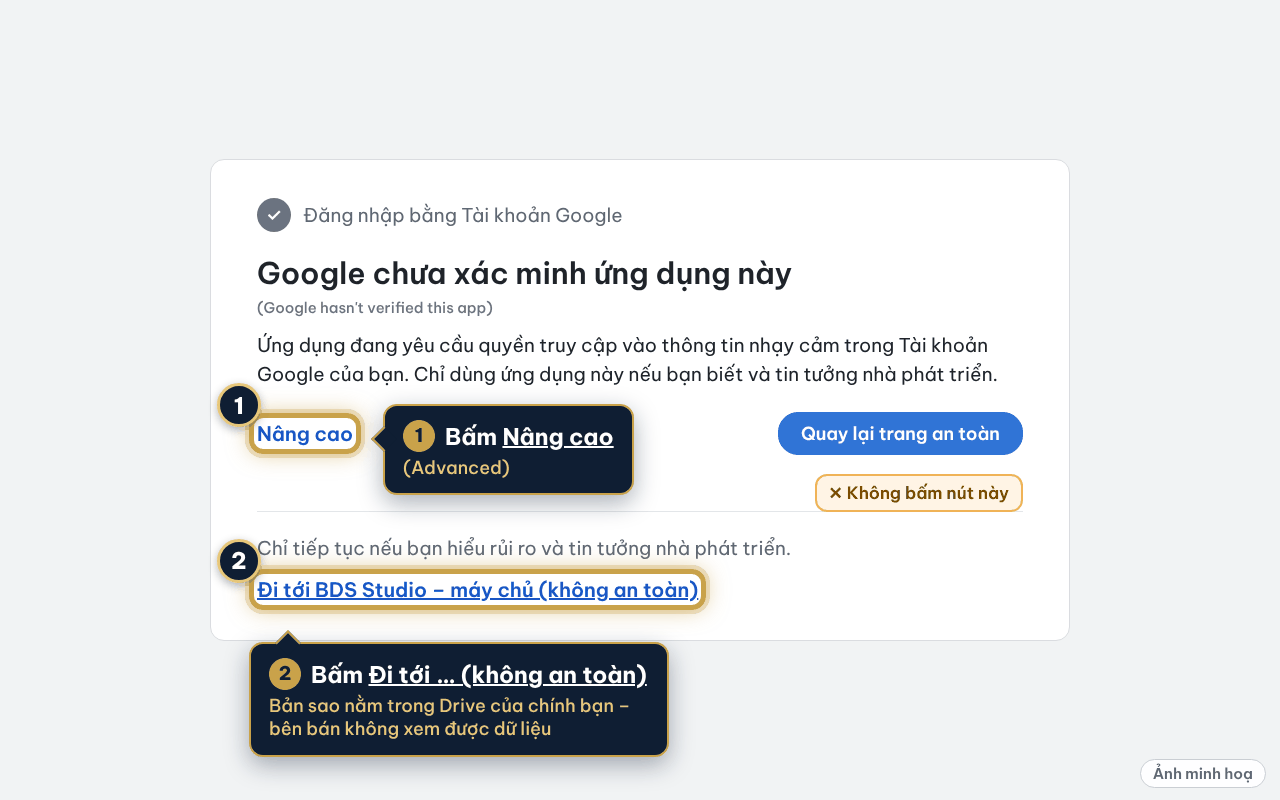 Đăng nhập bằng Tài khoản Google
Google chưa xác minh ứng dụng này
(Google hasn't verified this app)
Ứng dụng đang yêu cầu quyền truy cập vào thông tin nhạy cảm trong Tài khoản
Google của bạn. Chỉ dùng ứng dụng này nếu bạn biết và tin tưởng nhà phát triển.
1
Nâng cao
1 Bấm Nâng cao
(Advanced)
Quay lại trang an toàn
✕ Không bấm nút này
Chỉ tiếp tục nếu bạn hiểu rủi ro và tin tưởng nhà phát triển.
2
Đi tới BDS Studio – máy chủ (không an toàn)
2 Bấm Đi tới ... (không an toàn)
Bản sao nằm trong Drive của chính bạn –
bên bán không xem được dữ liệu
Ảnh minh hoạ